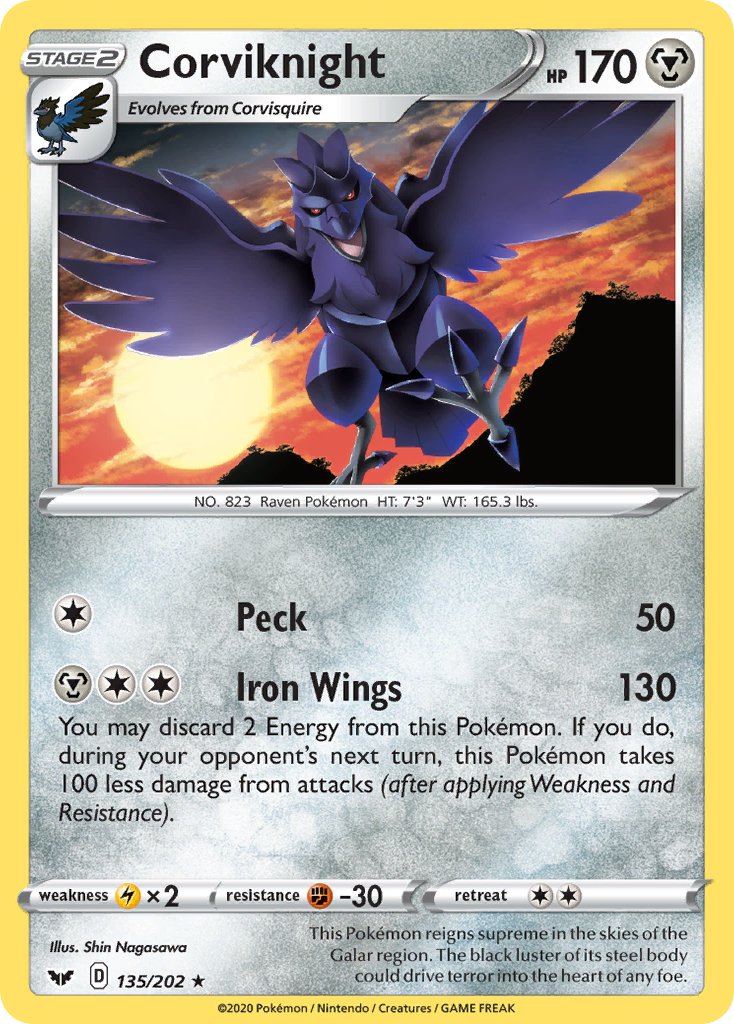 STAGE2 Corviknight HP 170
Evolves from Corvisquire
NO. 823 Raven Pokémon HT: 7'3" WT: 165.3 lbs.
Peck 50
Iron Wings 130
You may discard 2 Energy from this Pokémon. If you do,
during your opponent's next turn, this Pokémon takes
100 less damage from attacks (after applying Weakness and
Resistance).
weakness ×2 resistance -30 retreat
Illus. Shin Nagasawa
This Pokémon reigns supreme in the skies of the
Galar region. The black luster of its steel body
could drive terror into the heart of any foe.
D 135/202 ★
©2020 Pokémon / Nintendo / Creatures / GAME FREAK